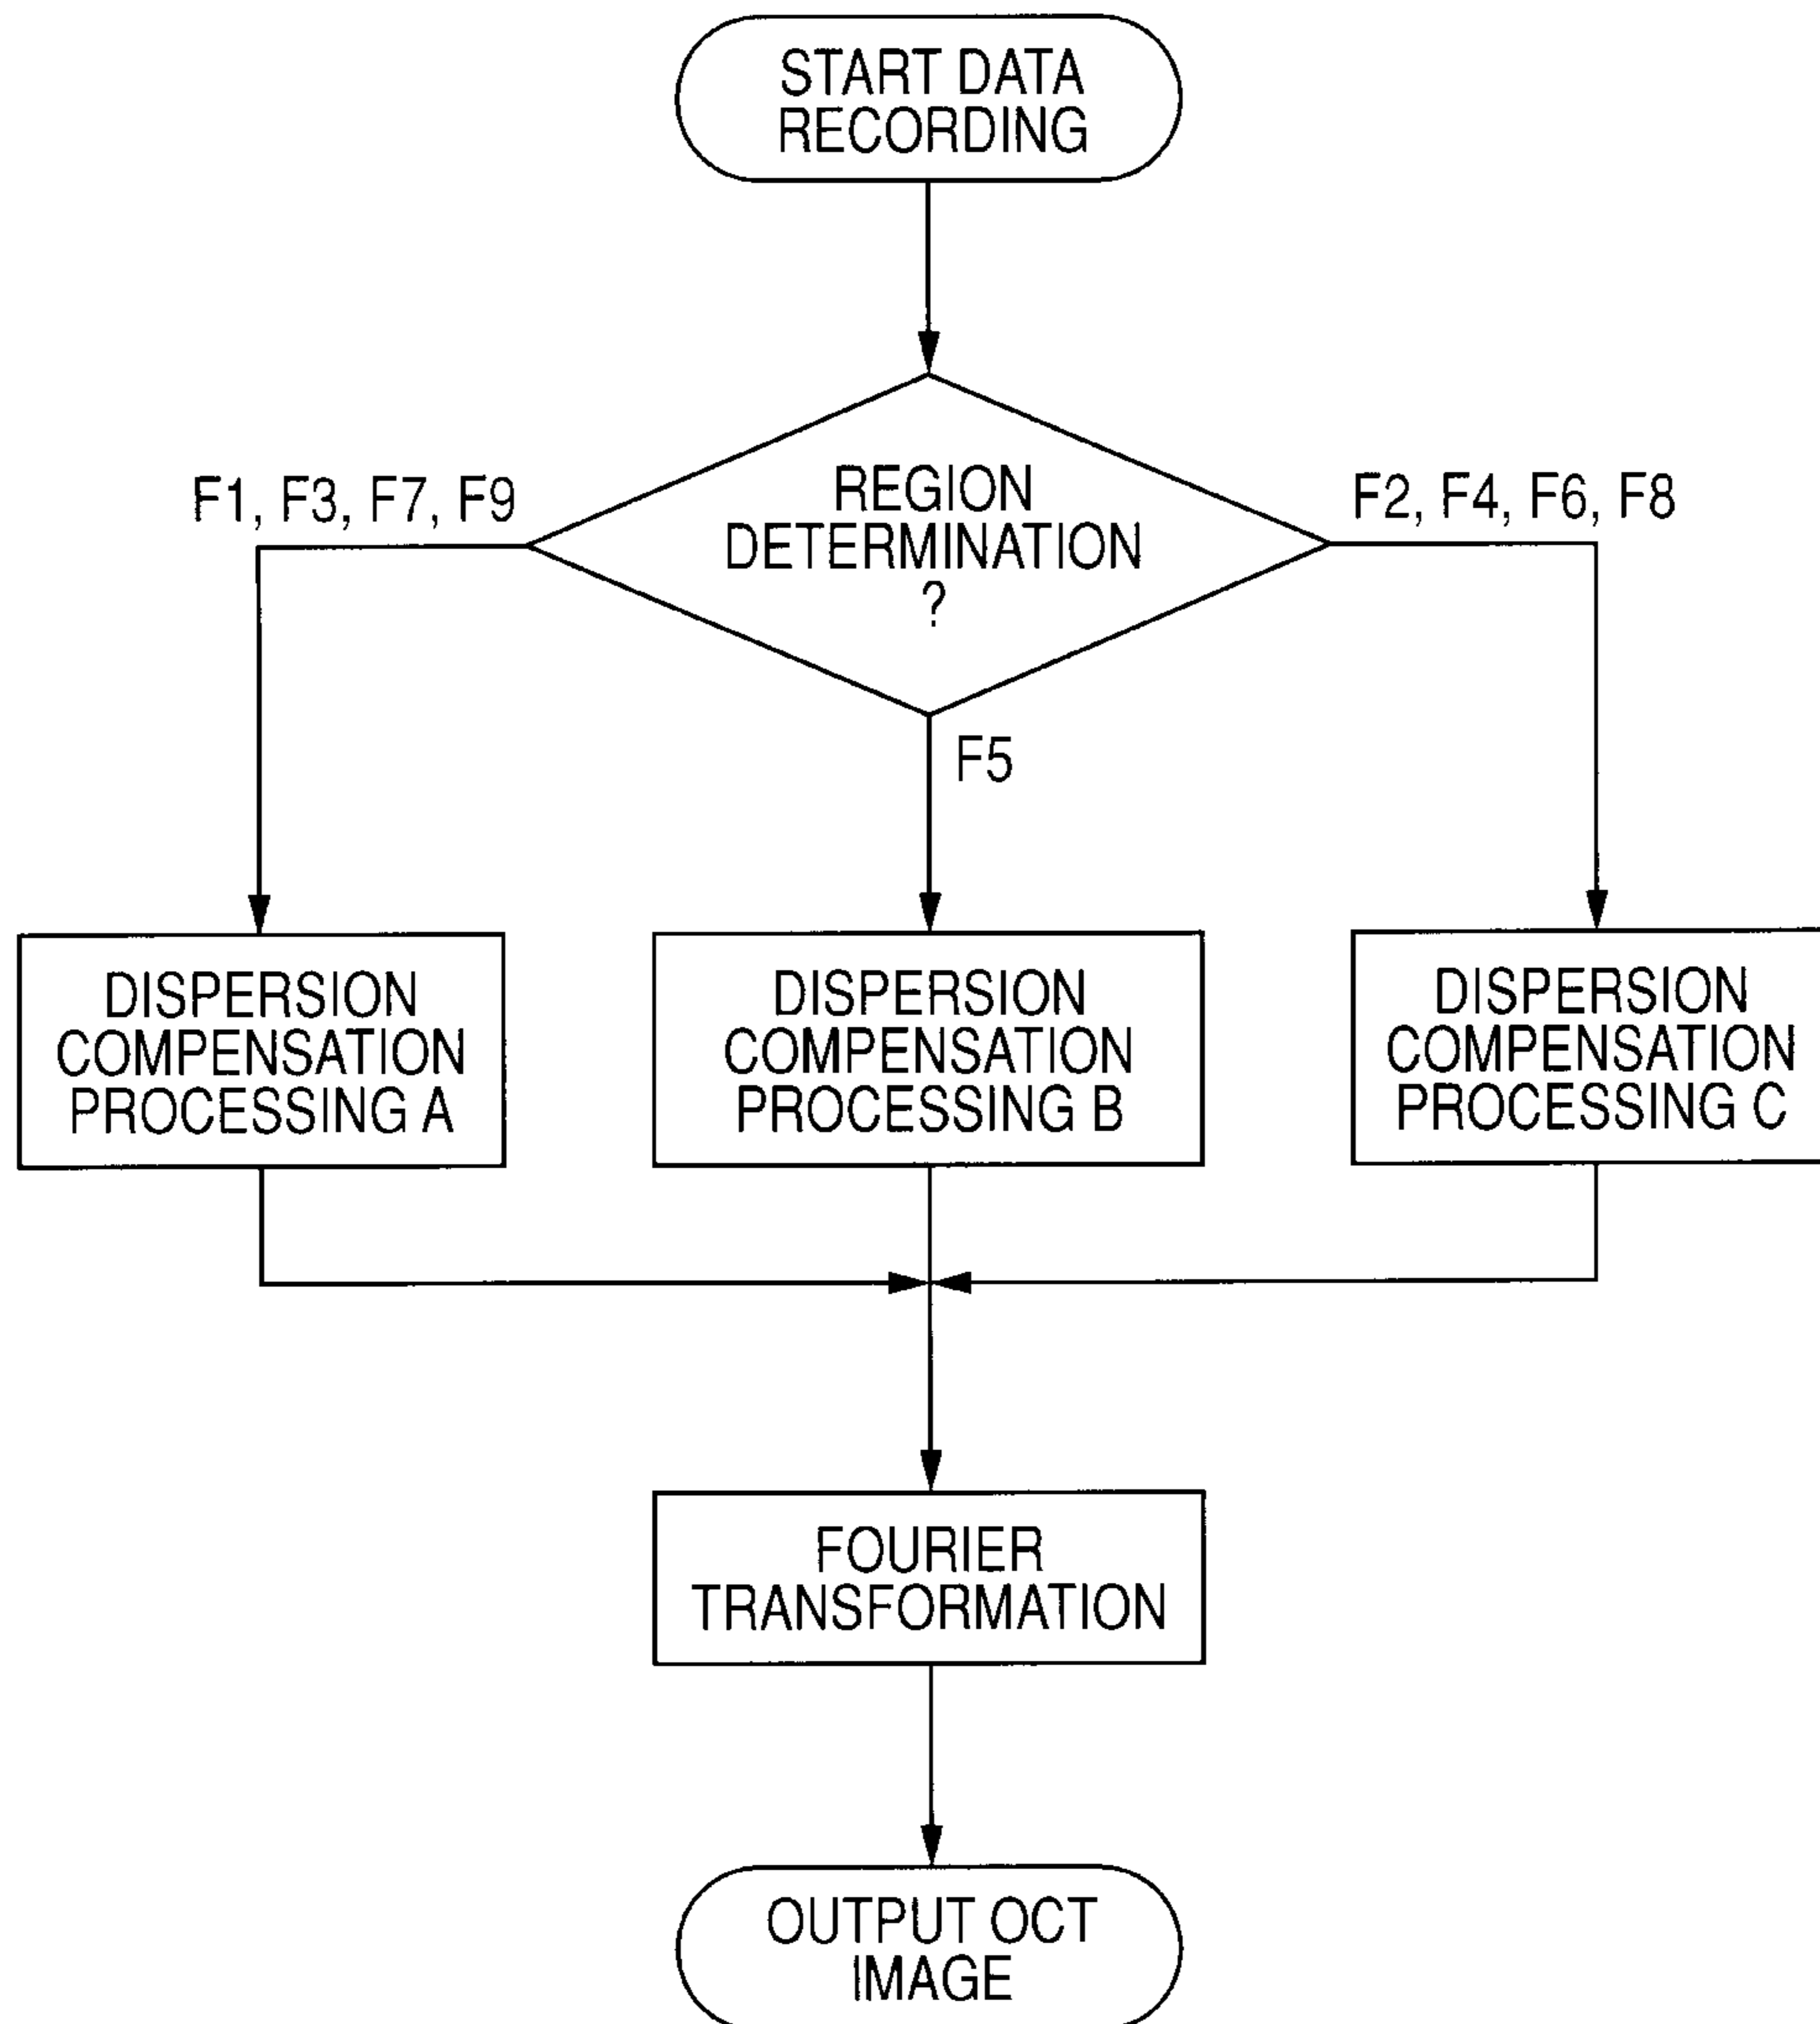 START DATA
RECORDING
REGION
DETERMINATION
?
F1, F3, F7, F9
F2, F4, F6, F8
F5
DISPERSION
COMPENSATION
PROCESSING A
DISPERSION
COMPENSATION
PROCESSING B
DISPERSION
COMPENSATION
PROCESSING C
FOURIER
TRANSFORMATION
OUTPUT OCT
IMAGE